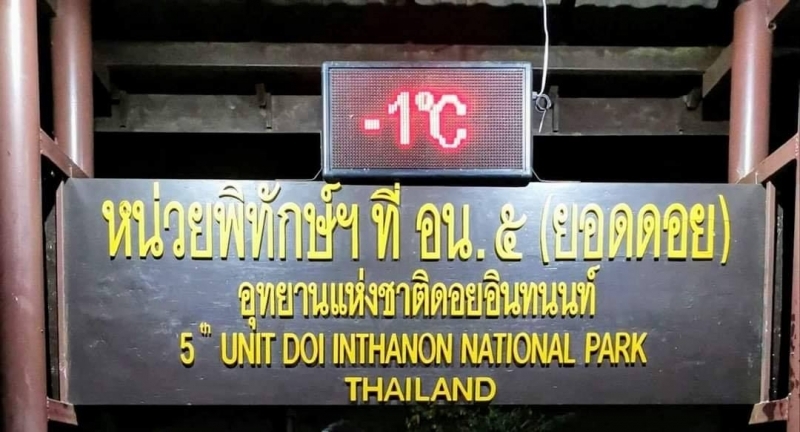 -1°C
หน่วยพิทักษ์ฯ ที่ อน. ๕ (ยอดดอย)
อุทยานแห่งชาติดอยอินทนนท์
5th UNIT DOI INTHANON NATIONAL PARK
THAILAND